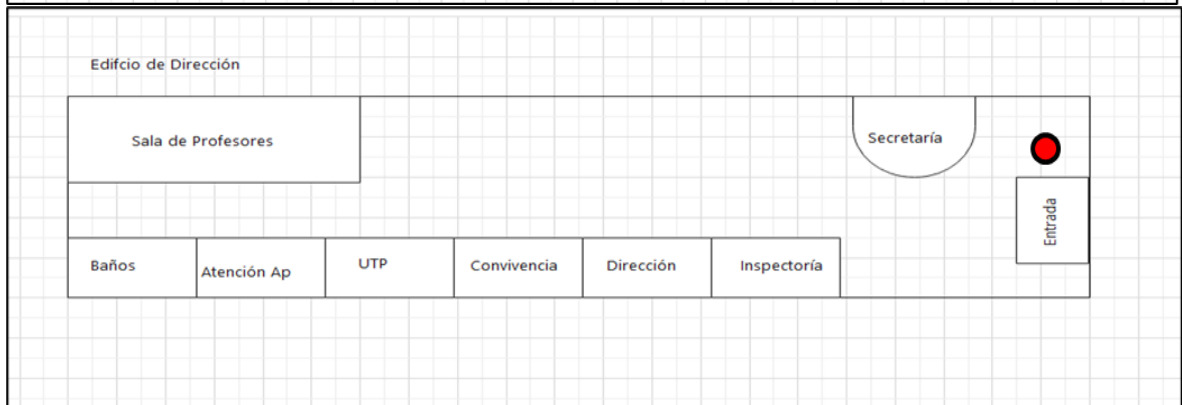 Edifcio de Dirección
Sala de Profesores
Secretaría
Entrada
Baños
Atención Ap
UTP
Convivencia
Dirección
Inspectoría